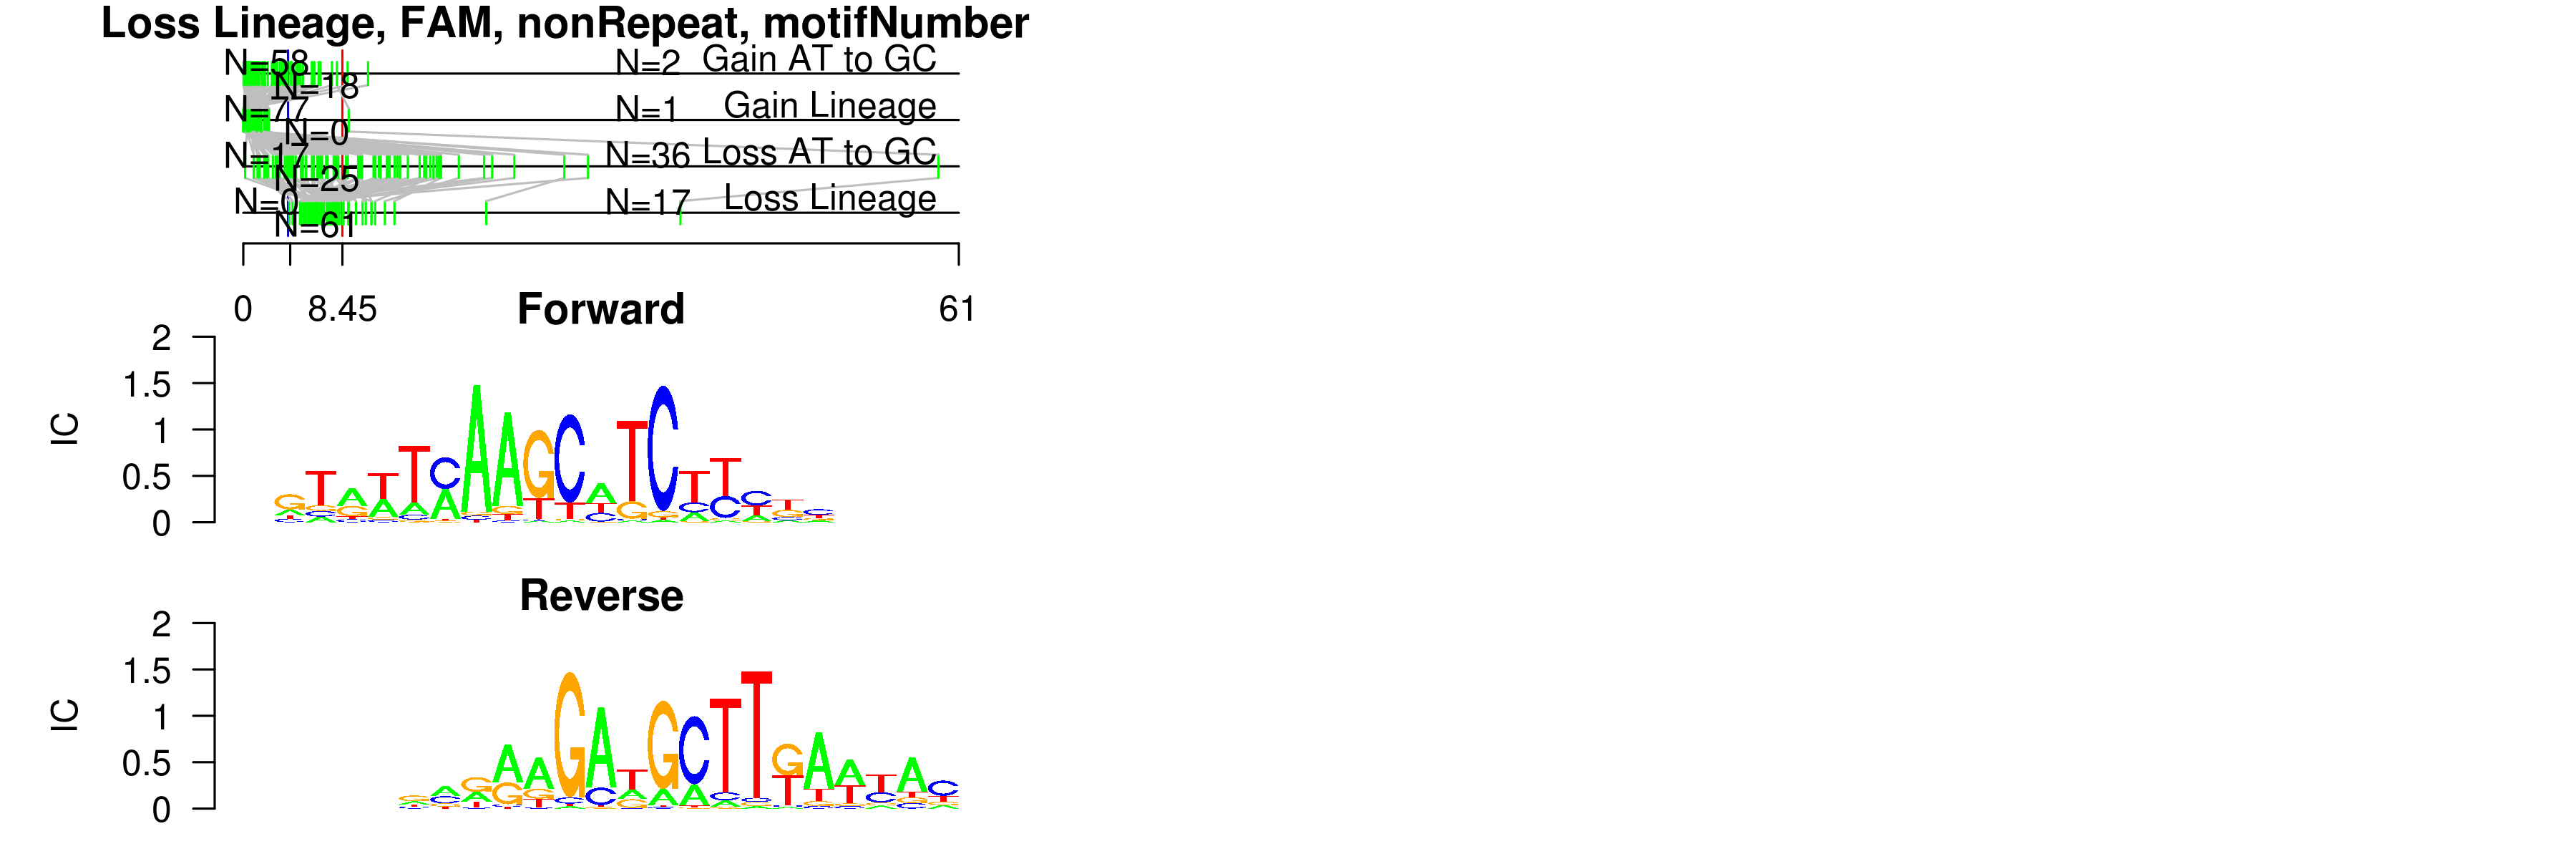 Loss Lineage, FAM, nonRepeat, motifNumber
N=58 N=2 Gain AT to GC
N=18
N=77 N=1 Gain Lineage
N=0
N=17 N=36 Loss AT to GC
N=25
N=0 N=17 Loss Lineage
N=61
0 8.45 61
Forward
2
1.5
1
0.5
0
IC
Reverse
2
1.5
1
0.5
0
IC